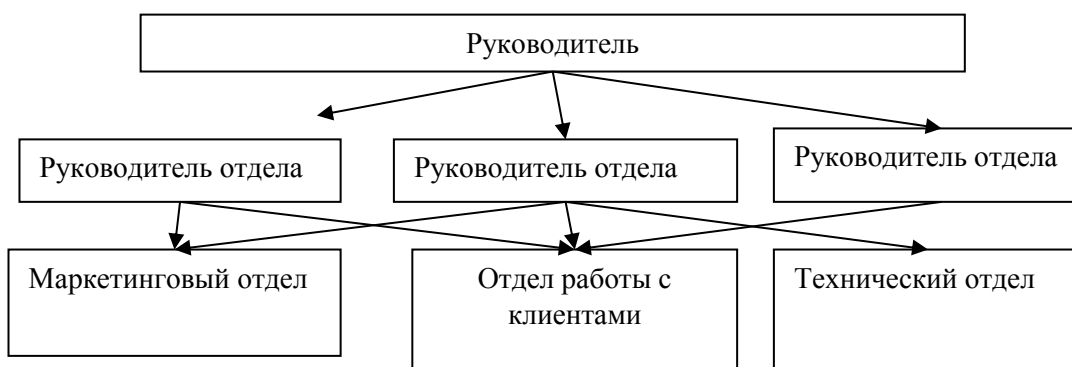 Руководитель
Руководитель отдела
Руководитель отдела
Руководитель отдела
Маркетинговый отдел
Отдел работы с
клиентами
Технический отдел